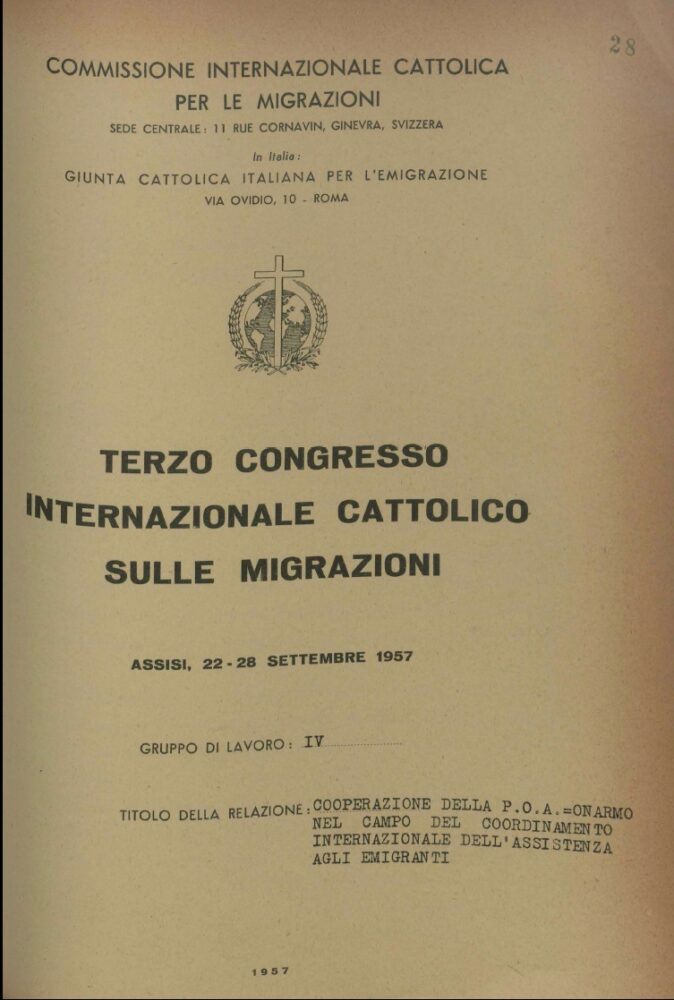 28
COMMISSIONE INTERNAZIONALE CATTOLICA
PER LE MIGRAZIONI
SEDE CENTRALE: 11 RUE CORNAVIN, GINEVRA, SVIZZERA
In Italia:
GIUNTA CATTOLICA ITALIANA PER L'EMIGRAZIONE
VIA OVIDIO, 10 - ROMA
TERZO CONGRESSO
INTERNAZIONALE CATTOLICO
SULLE MIGRAZIONI
ASSISI, 22-28 SETTEMBRE 1957
GRUPPO DI LAVORO: IV
TITOLO DELLA RELAZIONE: COOPERAZIONE DELLA P.O.A.=ONARMO
NEL CAMPO DEL COORDINAMENTO
INTERNAZIONALE DELL'ASSISTENZA
AGLI EMIGRANTI
1957